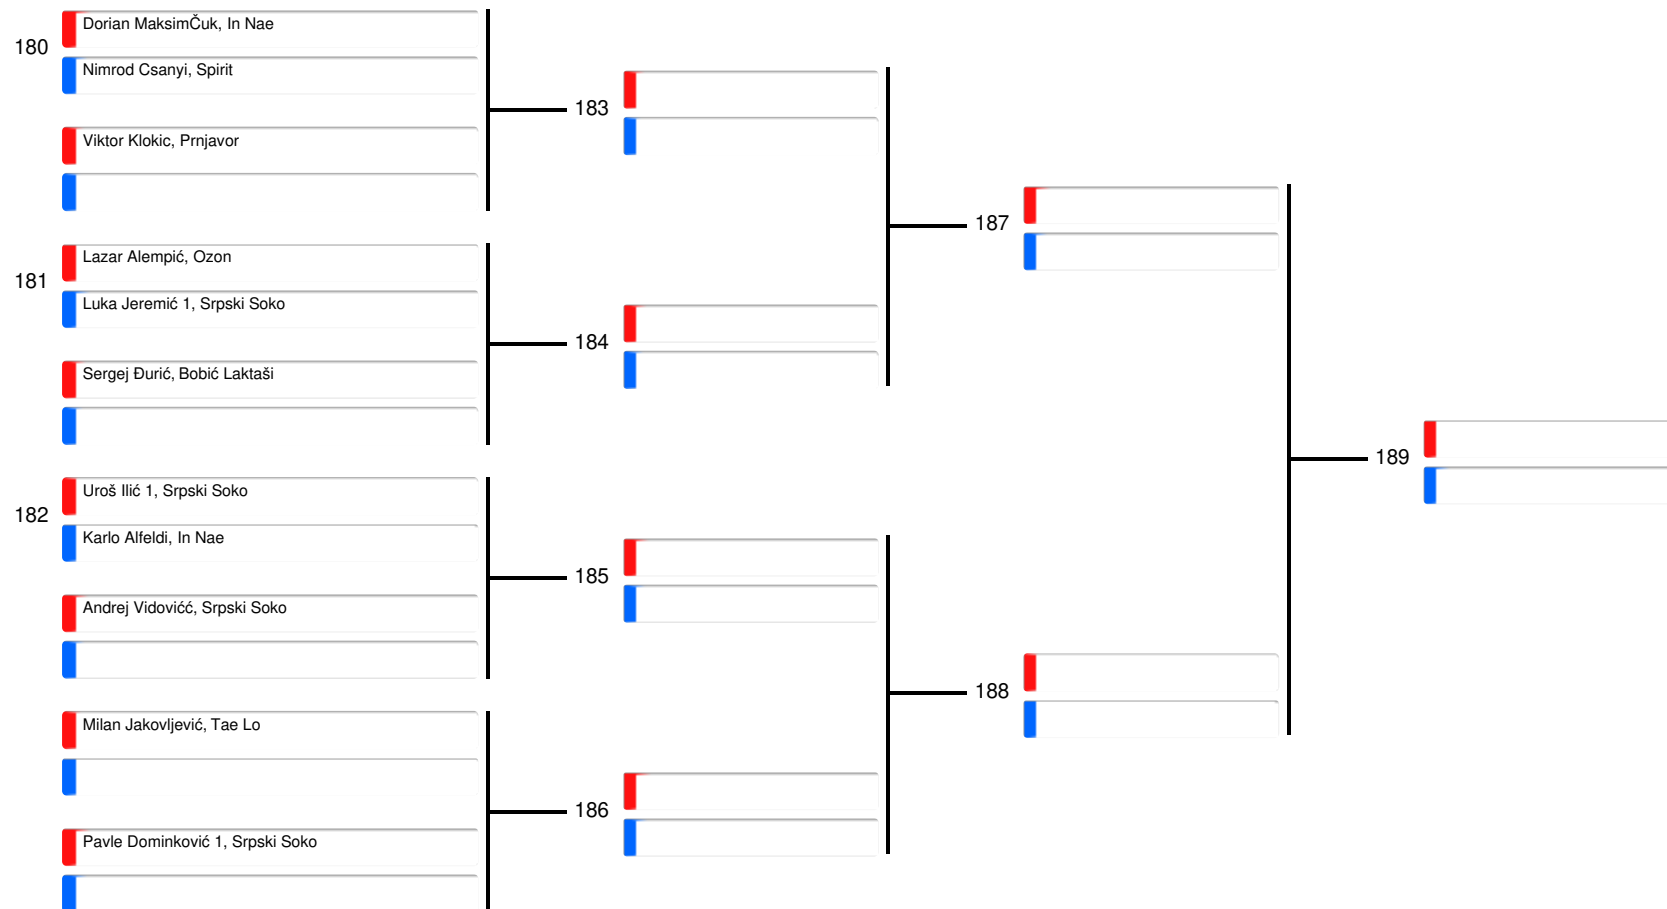 180
Dorian MaksimČuk, In Nae
Nimrod Csanyi, Spirit
183
Viktor Klokic, Prnjavor
187
181
Lazar Alempić, Ozon
Luka Jeremić 1, Srpski Soko
184
Sergej Đurić, Bobić Laktaši
189
182
Uroš Ilić 1, Srpski Soko
Karlo Alfeldi, In Nae
185
Andrej Vidovićć, Srpski Soko
188
Milan Jakovljević, Tae Lo
186
Pavle Dominković 1, Srpski Soko